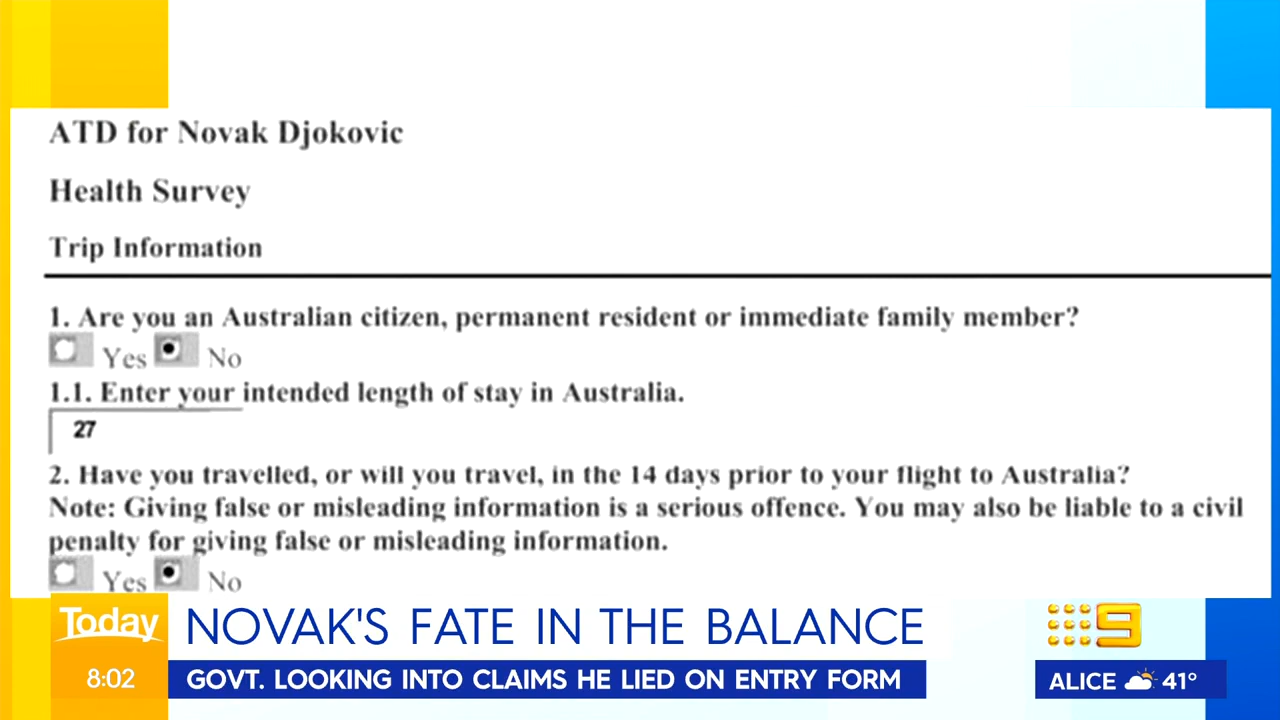 ATD for Novak Djokovic
Health Survey
Trip Information
1. Are you an Australian citizen, permanent resident or immediate family member?
Yes No
1.1. Enter your intended length of stay in Australia.
27
2. Have you travelled, or will you travel, in the 14 days prior to your flight to Australia?
Note: Giving false or misleading information is a serious offence. You may also be liable to a civil
penalty for giving false or misleading information.
Yes No
Today
NOVAK'S FATE IN THE BALANCE
9
8:02
GOVT. LOOKING INTO CLAIMS HE LIED ON ENTRY FORM
ALICE 41°